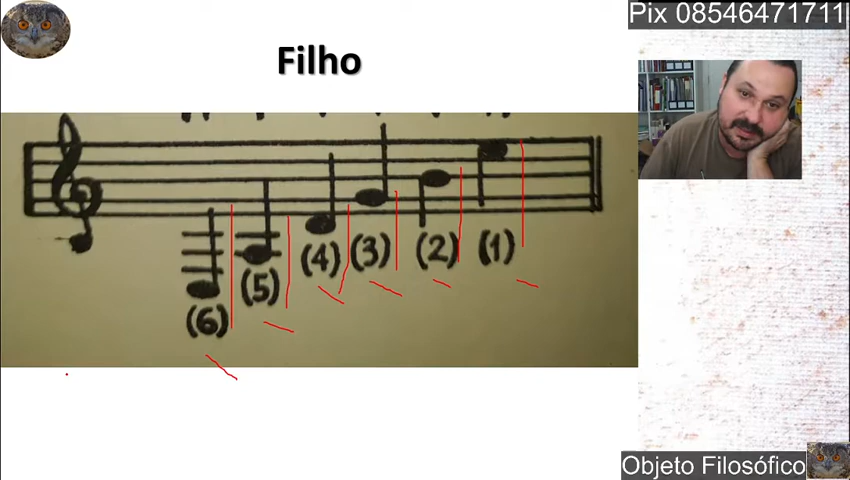 Pix 08546471711
Filho
(6) (5) (4) (3) (2) (1)
Objeto Filosófico